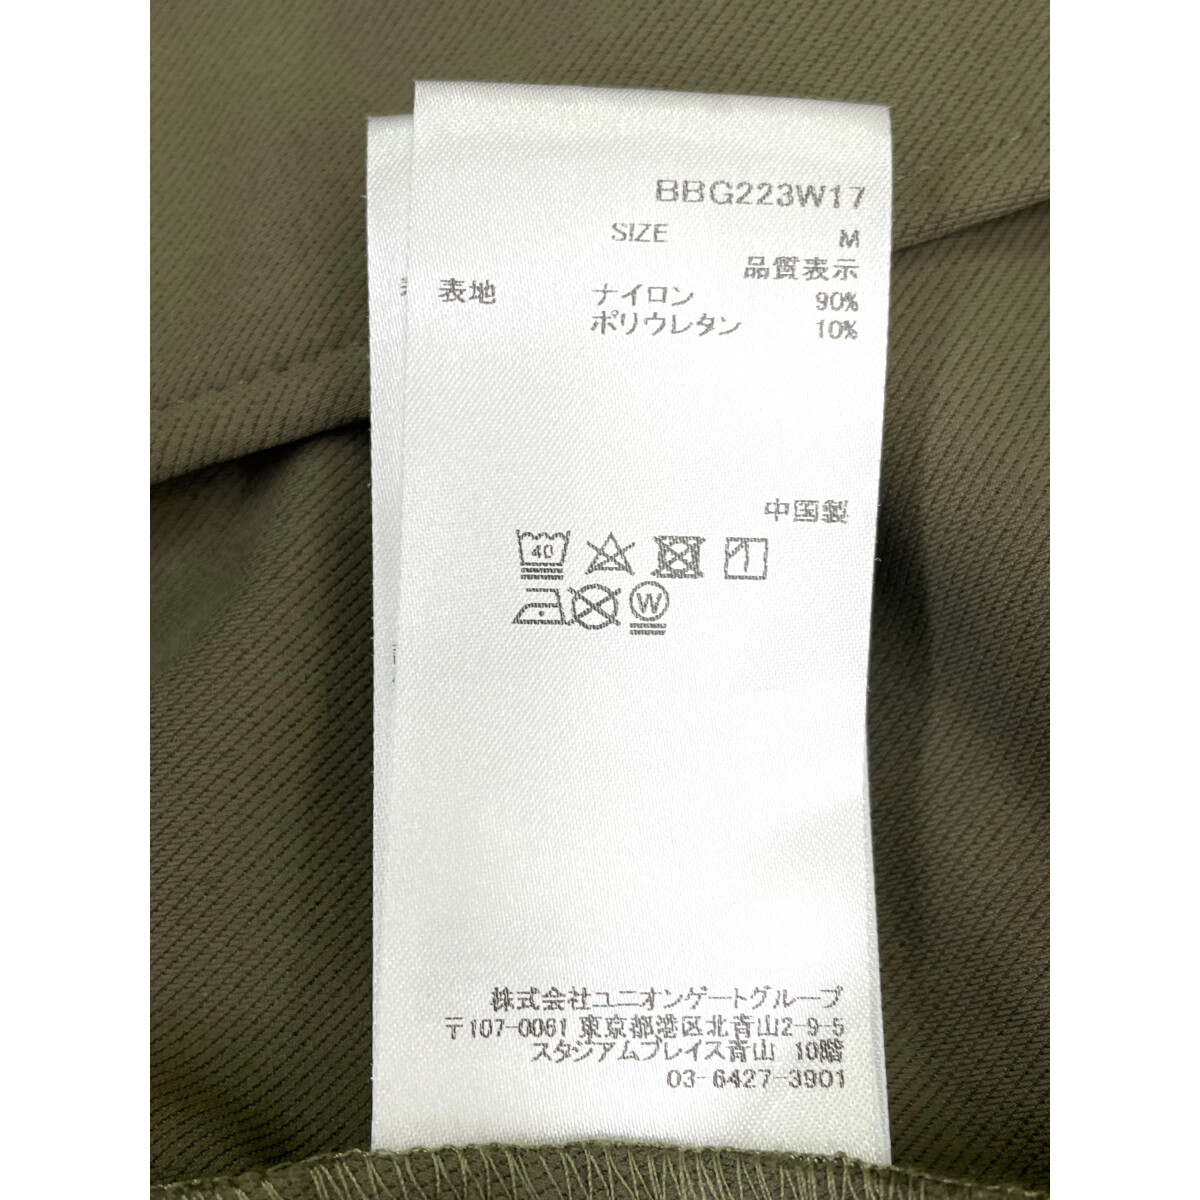 BBG223W17
SIZE M
品質表示
表地 ナイロン 90%
ポリウレタン 10%
中国製
40
W
株式会社ユニオンゲートグループ
〒107-0061 東京都港区北青山2-9-5
スタジアムプレイス青山 10階
03-6427-3901